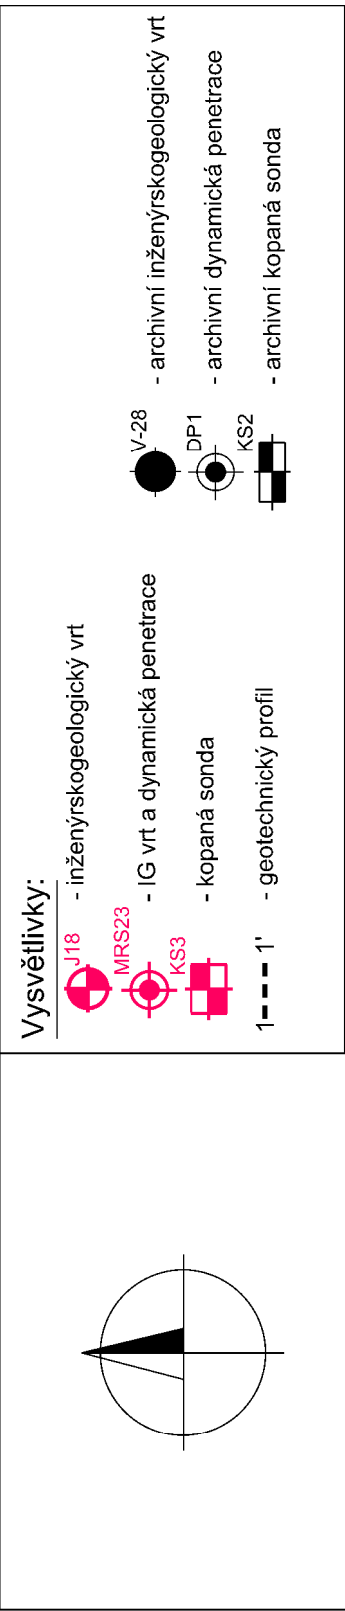 Vysvětlivky:
J18 - inženýrskogeologický vrt
MRS23 - IG vrt a dynamická penetrace
KS3 - kopaná sonda
1 1' - geotechnický profil
V-28 - archivní inženýrskogeologický vrt
DP1 - archivní dynamická penetrace
KS2 - archivní kopaná sonda